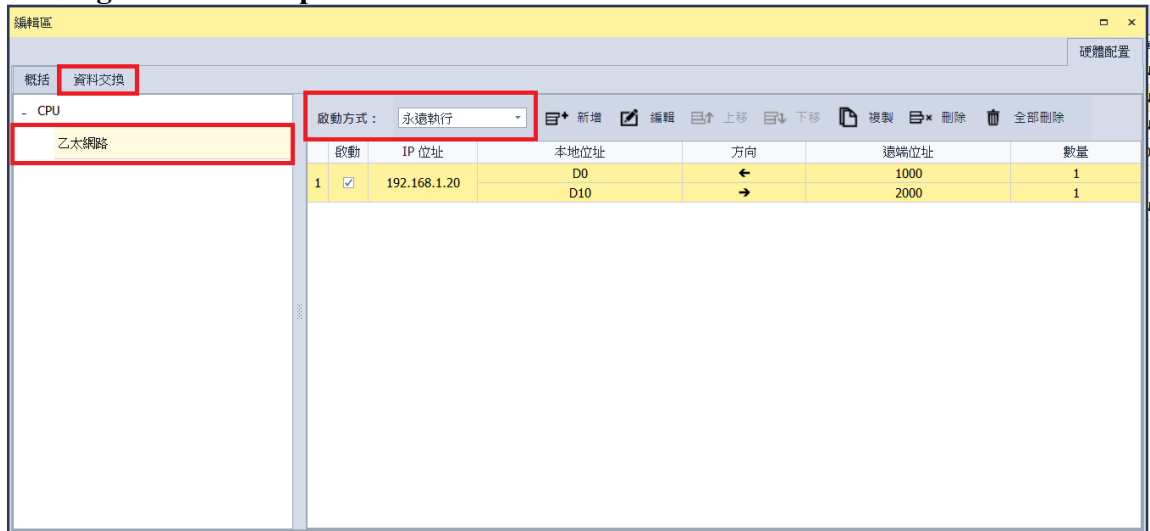 編輯區
硬體配置
概括 資料交換
- CPU
乙太網路
啟動方式: 永遠執行 新增 編輯 上移 下移 複製 刪除 全部刪除
啟動 IP 位址 本地位址 方向 遠端位址 數量
1 192.168.1.20 D0 ← 1000 1
D10 → 2000 1